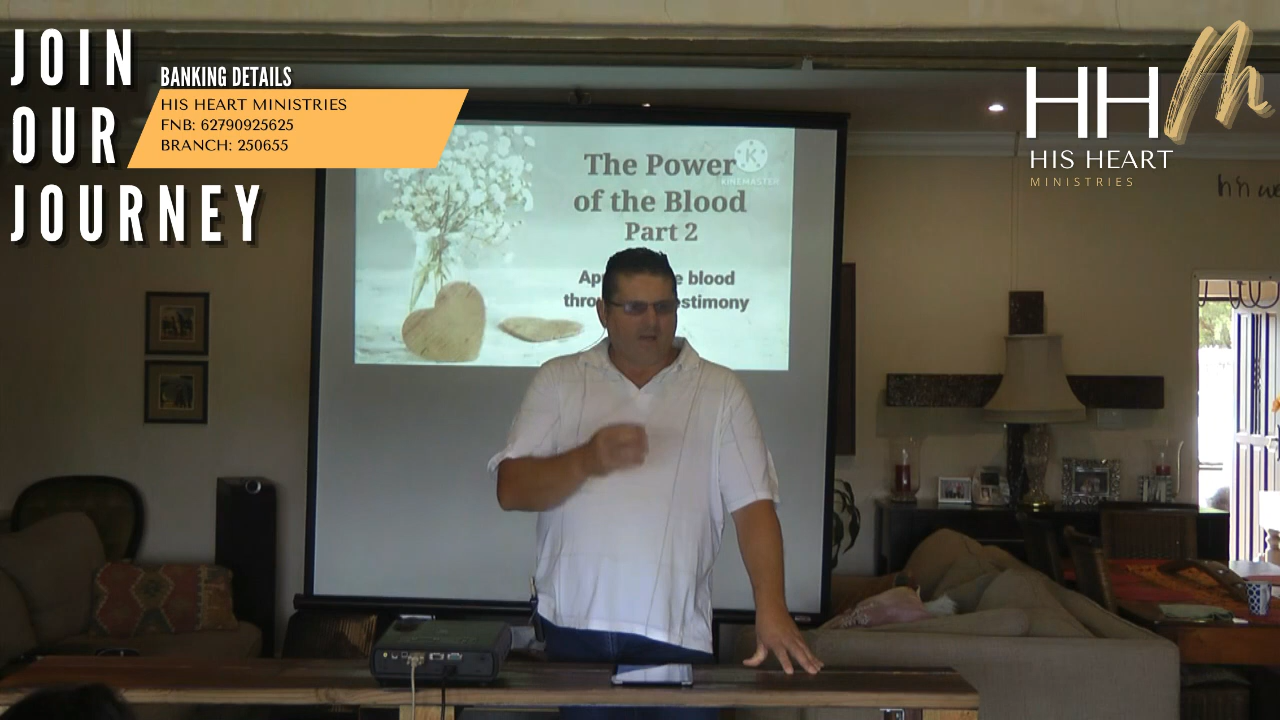 JOIN
OUR
JOURNEY
BANKING DETAILS
HIS HEART MINISTRIES
FNB: 62790925625
BRANCH: 250655
HH
HIS HEART
MINISTRIES
The Power
of the Blood
Part 2
blood
K
KINEMASTER